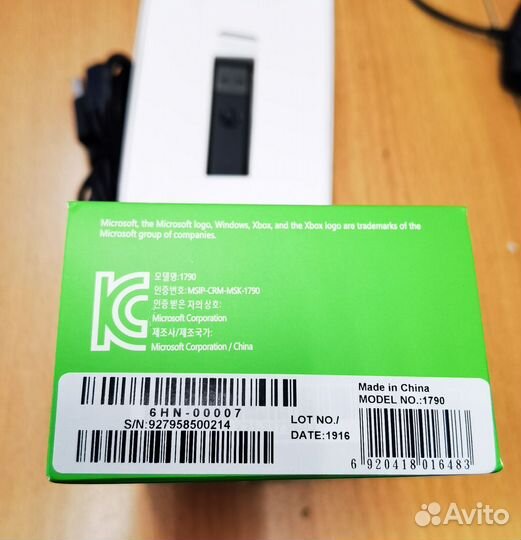 Microsoft, the Microsoft logo, Windows, Xbox, and the Xbox logo are trademarks of the
Microsoft group of companies.
KC
모델명:1790
인증번호: MSIP-CRM-MSK-1790
인증 받은 자의 상호:
Microsoft Corporation
제조사/제조국가:
Microsoft Corporation / China
6HN-00007
S/N:927958500214
LOT NO./
DATE:1916
Made in China
MODEL NO.:1790
6 920418 016483
Avito